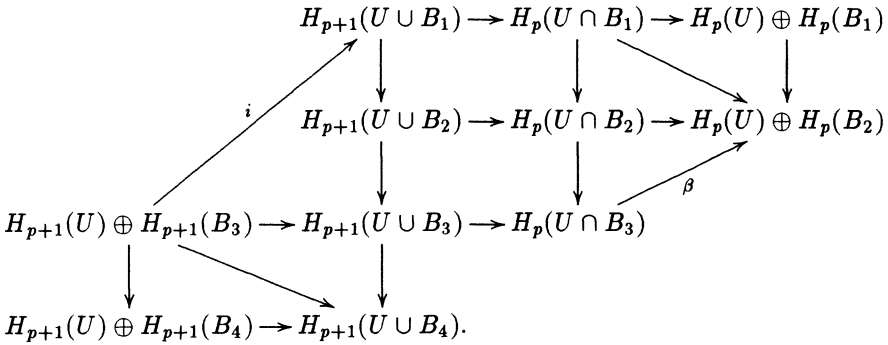 H_{p+1}(U ∪ B_1) → H_p(U ∩ B_1) → H_p(U) ⊕ H_p(B_1)
i
H_{p+1}(U ∪ B_2) → H_p(U ∩ B_2) → H_p(U) ⊕ H_p(B_2)
β
H_{p+1}(U) ⊕ H_{p+1}(B_3) → H_{p+1}(U ∪ B_3) → H_p(U ∩ B_3)
H_{p+1}(U) ⊕ H_{p+1}(B_4) → H_{p+1}(U ∪ B_4).